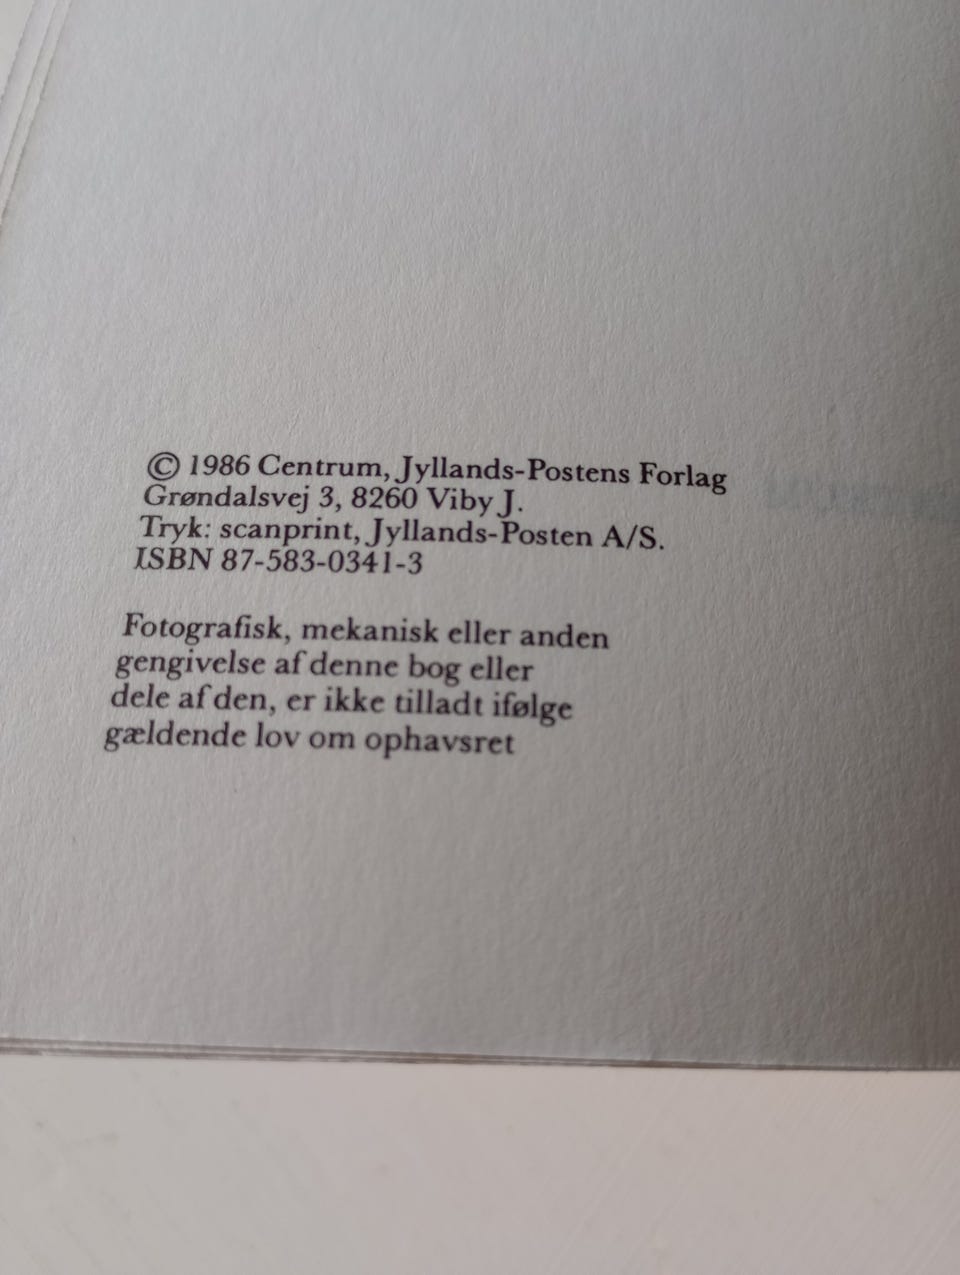 © 1986 Centrum, Jyllands-Postens Forlag
Grøndalsvej 3, 8260 Viby J.
Tryk: scanprint, Jyllands-Posten A/S.
ISBN 87-583-0341-3
Fotografisk, mekanisk eller anden
gengivelse af denne bog eller
dele af den, er ikke tilladt ifølge
gældende lov om ophavsret